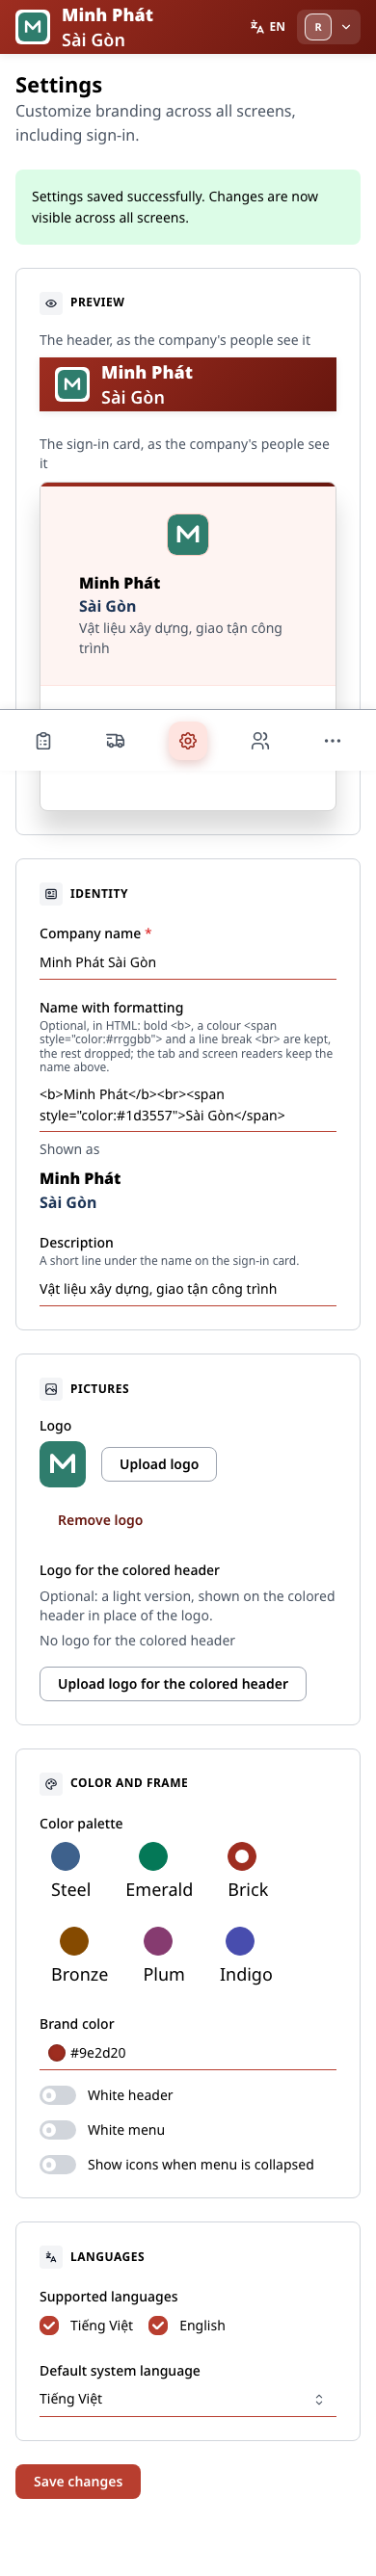 Minh Phát
Sài Gòn
EN
R
Settings
Customize branding across all screens,
including sign-in.
Settings saved successfully. Changes are now
visible across all screens.
PREVIEW
The header, as the company's people see it
Minh Phát
Sài Gòn
The sign-in card, as the company's people see
it
Minh Phát
Sài Gòn
Vật liệu xây dựng, giao tận công
trình
IDENTITY
Company name *
Minh Phát Sài Gòn
Name with formatting
Optional, in HTML: bold <b>, a colour <span
style="color:#rrggbb"> and a line break <br> are kept,
the rest dropped; the tab and screen readers keep the
name above.
<b>Minh Phát</b><br><span
style="color:#1d3557">Sài Gòn</span>
Shown as
Minh Phát
Sài Gòn
Description
A short line under the name on the sign-in card.
Vật liệu xây dựng, giao tận công trình
PICTURES
Logo
M
Upload logo
Remove logo
Logo for the colored header
Optional: a light version, shown on the colored
header in place of the logo.
No logo for the colored header
Upload logo for the colored header
COLOR AND FRAME
Color palette
Steel
Emerald
Brick
Bronze
Plum
Indigo
Brand color
#9e2d20
White header
White menu
Show icons when menu is collapsed
LANGUAGES
Supported languages
Tiếng Việt
English
Default system language
Tiếng Việt
Save changes